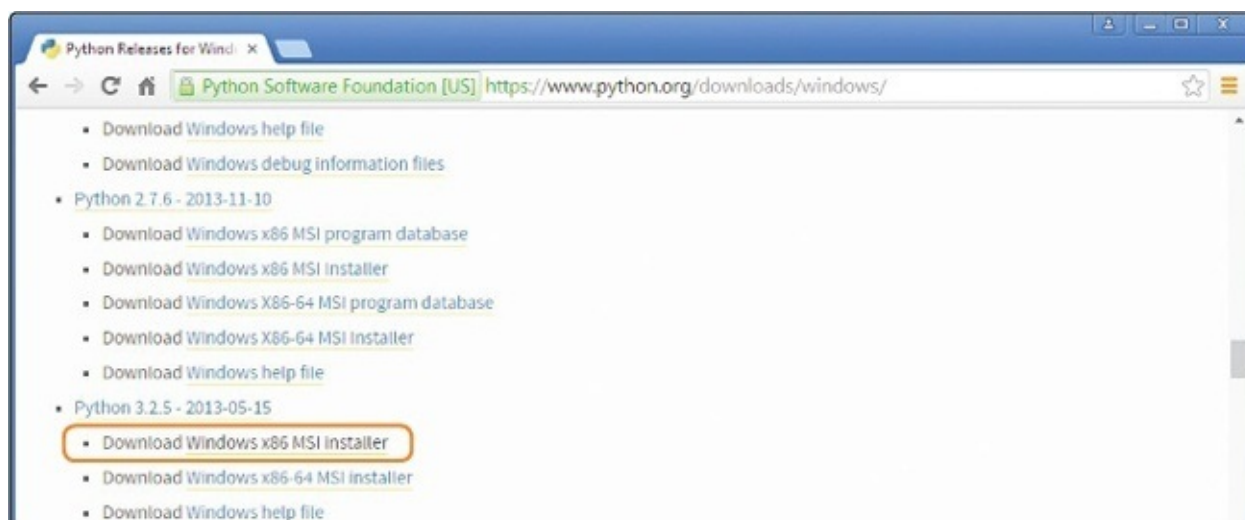 Python Releases for Wind
Python Software Foundation [US] https://www.python.org/downloads/windows/
Download Windows help file
Download Windows debug information files
Python 2.7.6 - 2013-11-10
Download Windows x86 MSI program database
Download Windows x86 MSI installer
Download Windows X86-64 MSI program database
Download Windows X86-64 MSI installer
Download Windows help file
Python 3.2.5 - 2013-05-15
Download Windows x86 MSI installer
Download Windows x86-64 MSI installer
Download Windows help file